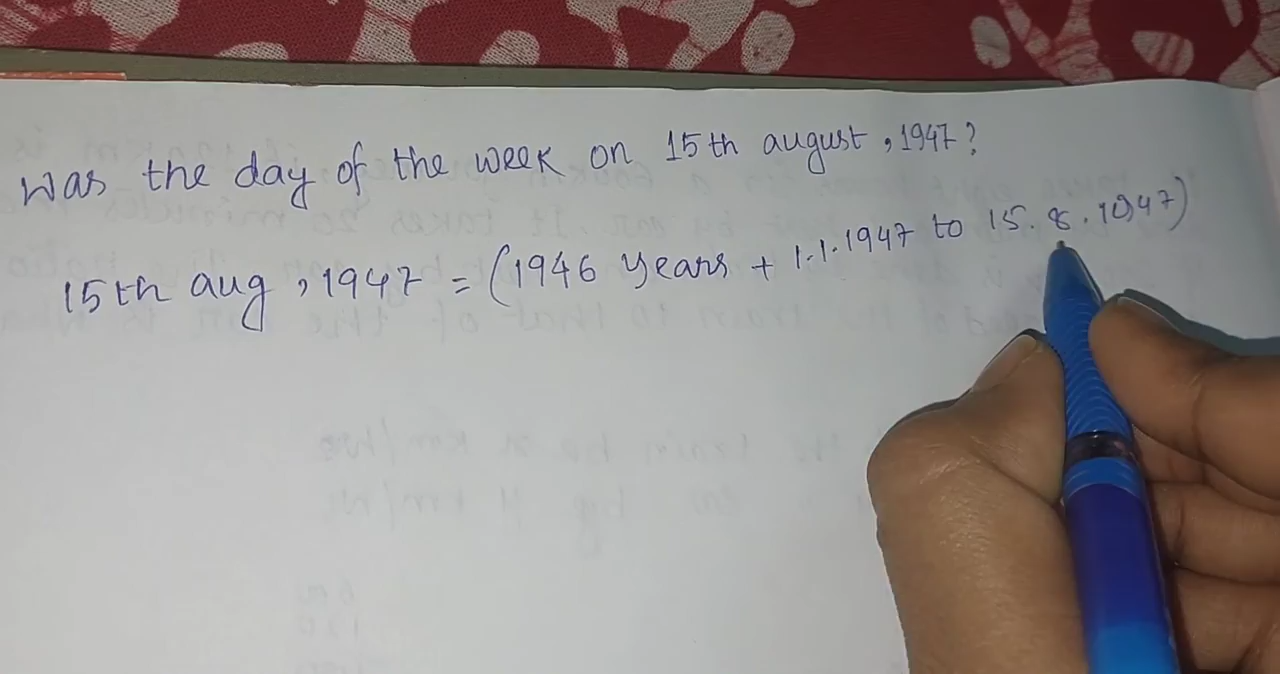 Was the day of the week on 15th august, 1947?
15th aug, 1947 = (1946 years + 1.1.1947 to 15.8.1947)